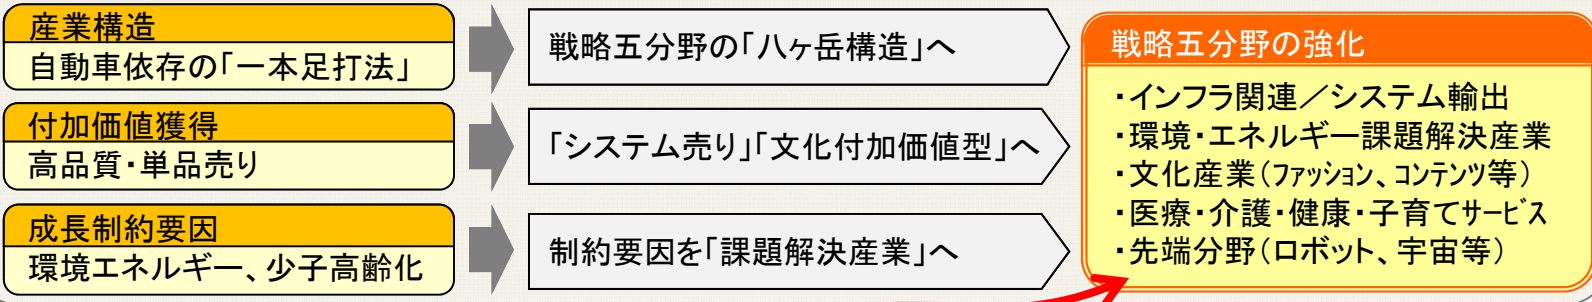 産業構造
自動車依存の「一本足打法」
戦略五分野の「八ヶ岳構造」へ
付加価値獲得
高品質・単品売り
「システム売り」「文化付加価値型」へ
成長制約要因
環境エネルギー、少子高齢化
制約要因を「課題解決産業」へ
戦略五分野の強化
・インフラ関連／システム輸出
・環境・エネルギー課題解決産業
・文化産業（ファッション、コンテンツ等）
・医療・介護・健康・子育てサービス
・先端分野（ロボット、宇宙等）